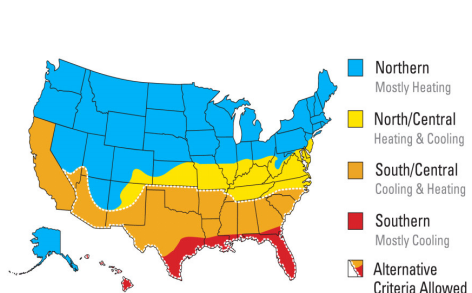 Northern
Mostly Heating
North/Central
Heating & Cooling
South/Central
Cooling & Heating
Southern
Mostly Cooling
Alternative
Criteria Allowed